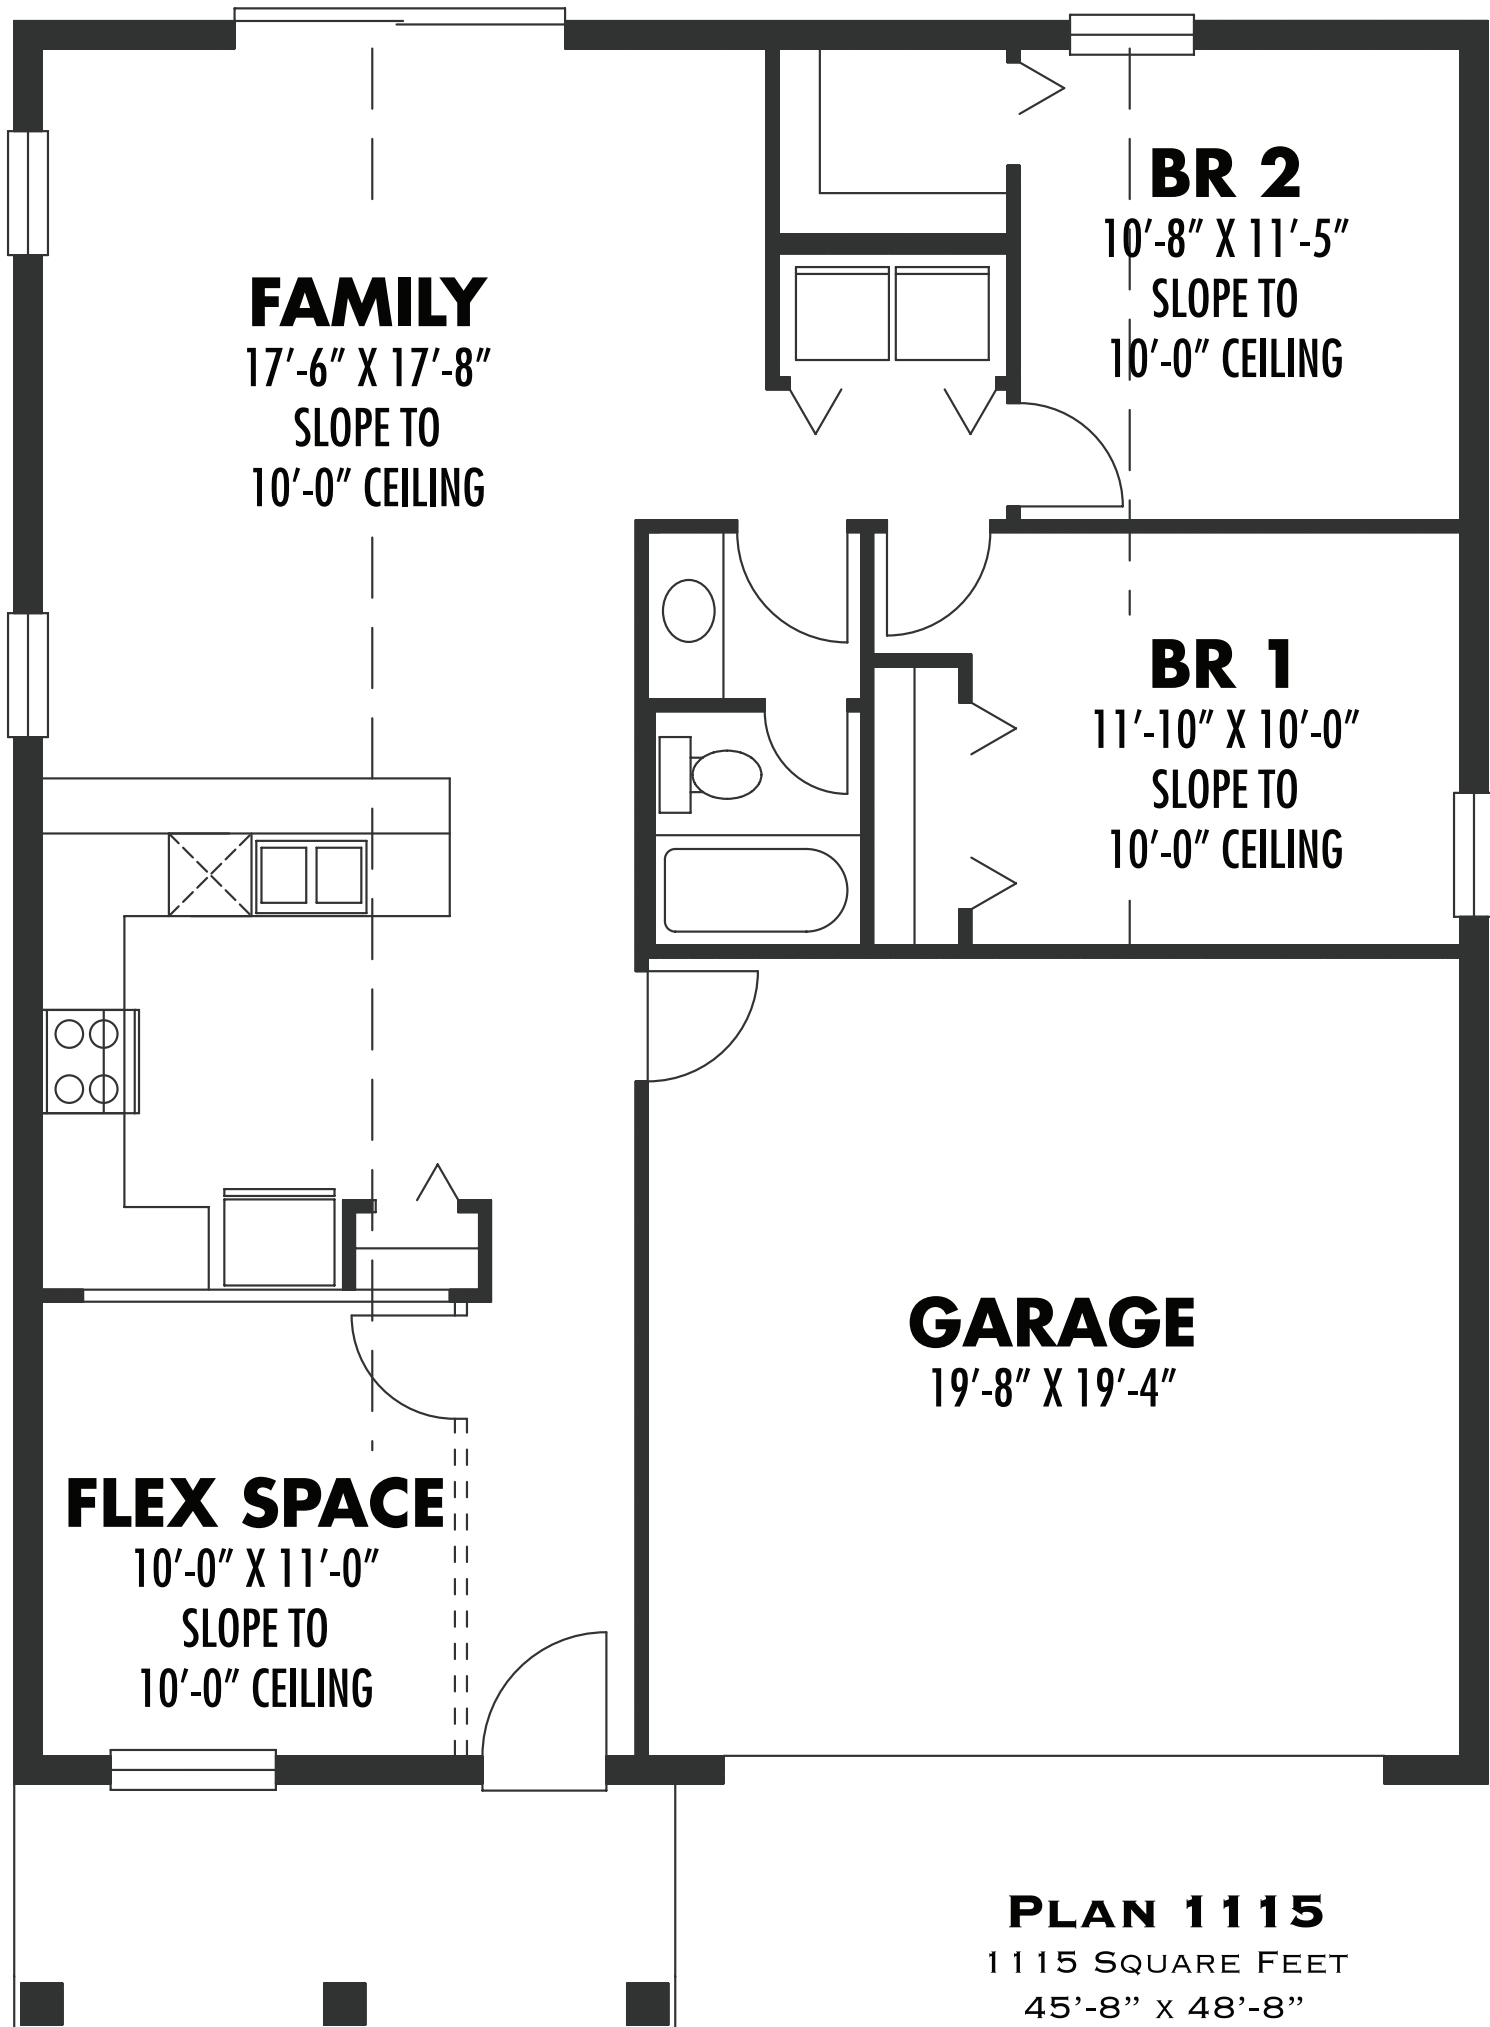 BR 2
10'-8" X 11'-5"
SLOPE TO
10'-0" CEILING
FAMILY
17'-6" X 17'-8"
SLOPE TO
10'-0" CEILING
BR 1
11'-10" X 10'-0"
SLOPE TO
10'-0" CEILING
GARAGE
19'-8" X 19'-4"
FLEX SPACE
10'-0" X 11'-0"
SLOPE TO
10'-0" CEILING
PLAN 1115
1115 SQUARE FEET
45'-8" X 48'-8"